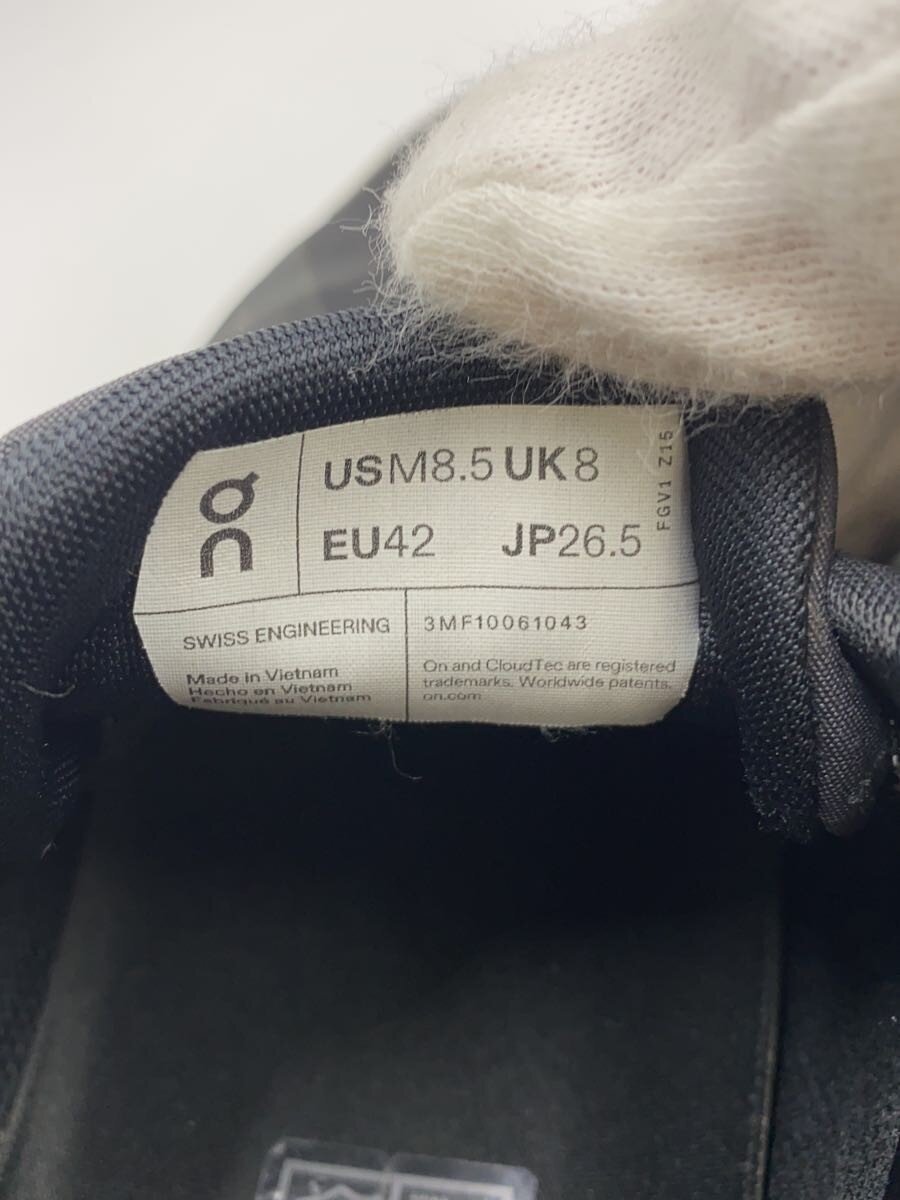 USM8.5 UK8
EU42 JP26.5
FGV1 Z15
SWISS ENGINEERING
3MF10061043
Made in Vietnam
Hecho en Vietnam
Fabriqué au Vietnam
On and CloudTec are registered
trademarks. Worldwide patents.
on.com